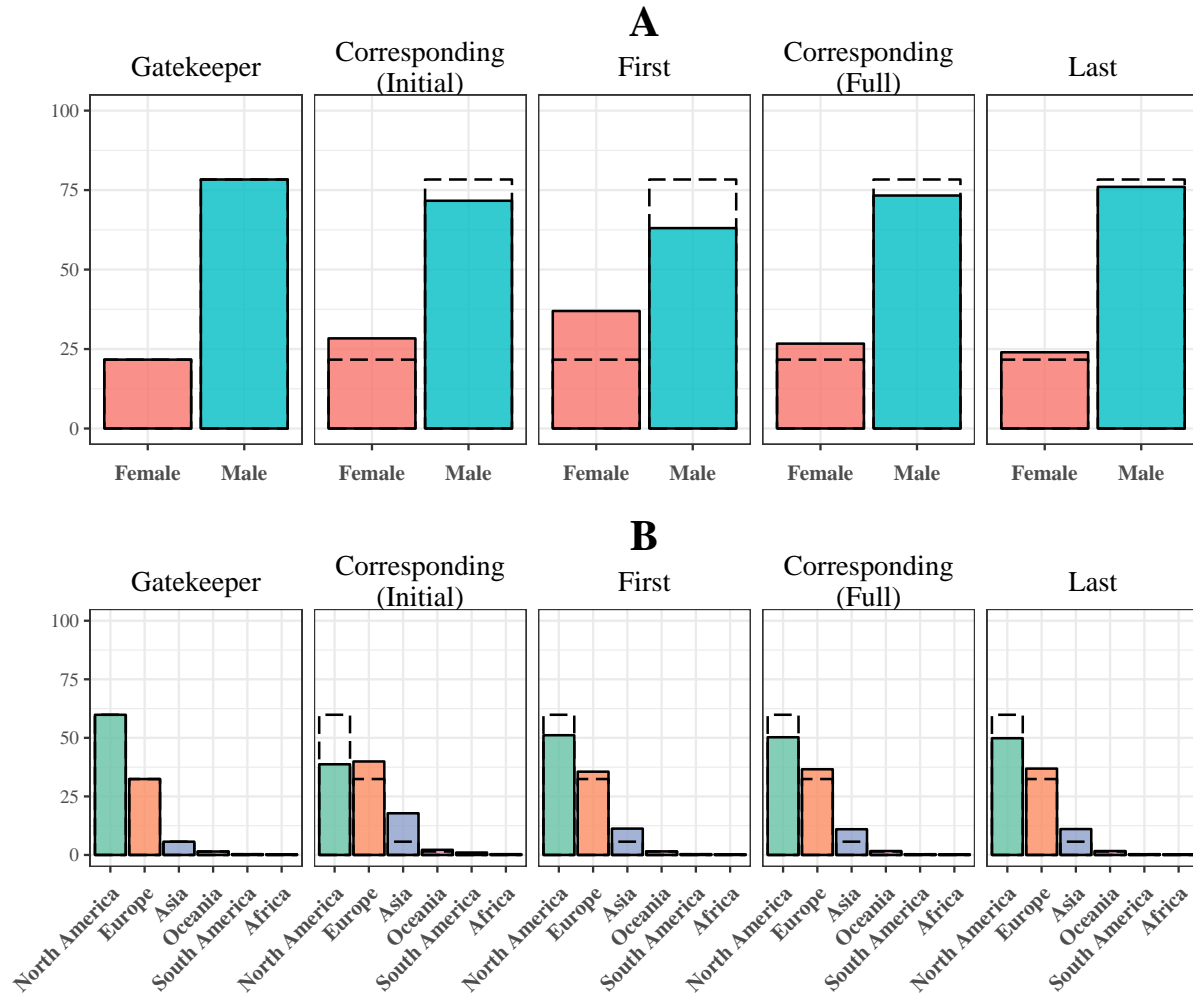 A
Gatekeeper
Corresponding
(Initial)
First
Corresponding
(Full)
Last
100
75
50
25
0
Female Male Female Male Female Male Female Male Female Male
B
Gatekeeper
Corresponding
(Initial)
First
Corresponding
(Full)
Last
100
75
50
25
0
North America Europe Asia Oceania South America Africa North America Europe Asia Oceania South America Africa North America Europe Asia Oceania South America Africa North America Europe Asia Oceania South America Africa North America Europe Asia Oceania South America Africa